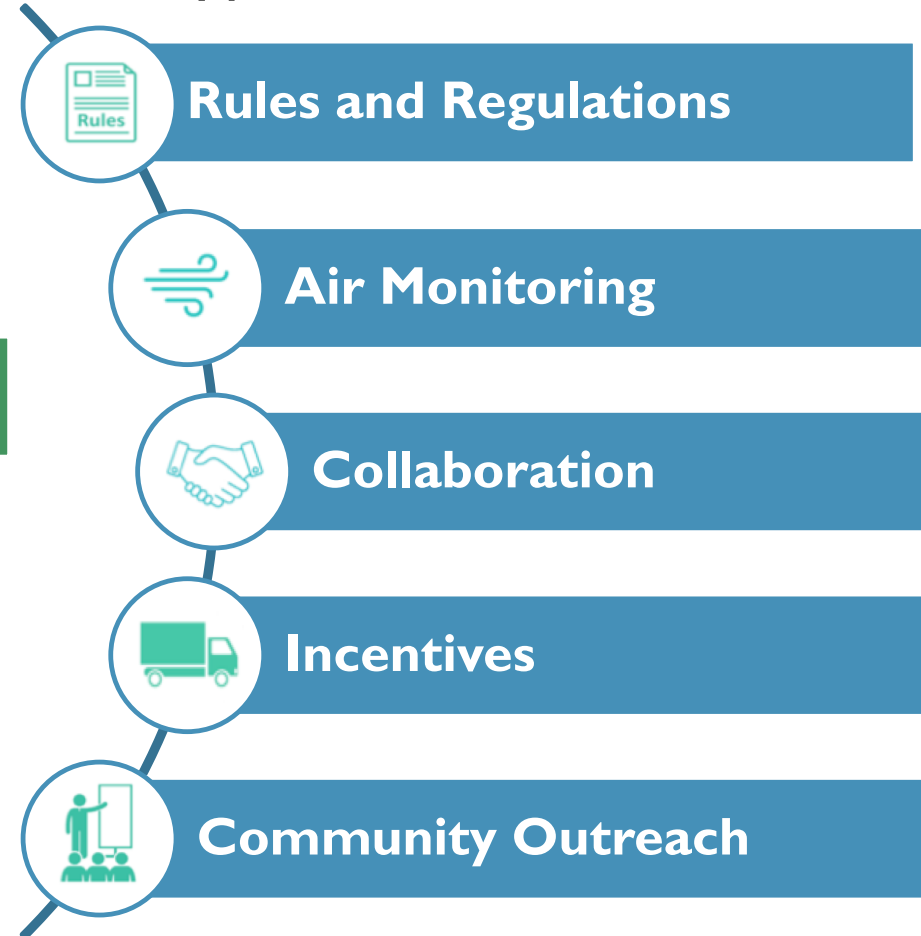 Rules
Rules and Regulations
Air Monitoring
Collaboration
Incentives
Community Outreach